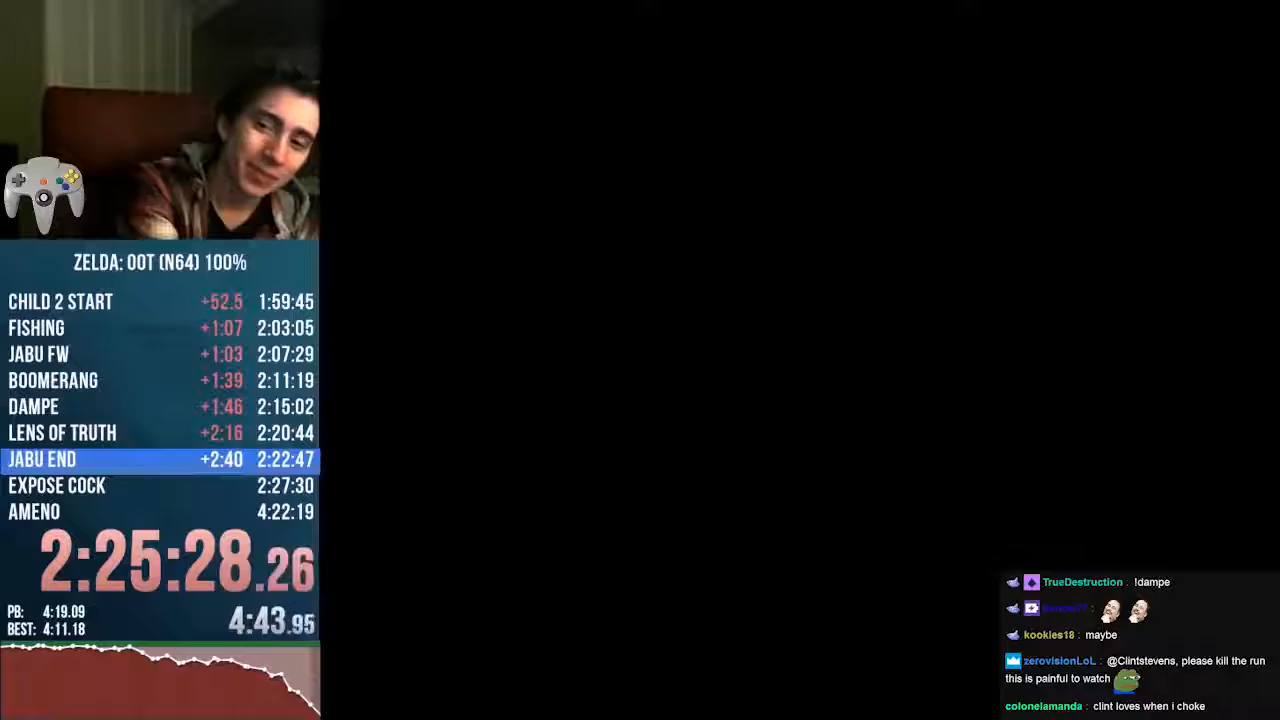 ZELDA: OOT (N64) 100%
CHILD 2 START +52.5 1:59:45
FISHING +1:07 2:03:05
JABU FW +1:03 2:07:29
BOOMERANG +1:39 2:11:19
DAMPE +1:46 2:15:02
LENS OF TRUTH +2:16 2:20:44
JABU END +2:40 2:22:47
EXPOSE COCK 2:27:30
AMENO 4:22:19
2:25:28.26
PB: 4:19.09
BEST: 4:11.18
4:43.95
TrueDestruction : !dampe
kookies18 : maybe
zerovisionLoL : @Clintstevens, please kill the run
this is painful to watch
colonelamanda : clint loves when i choke